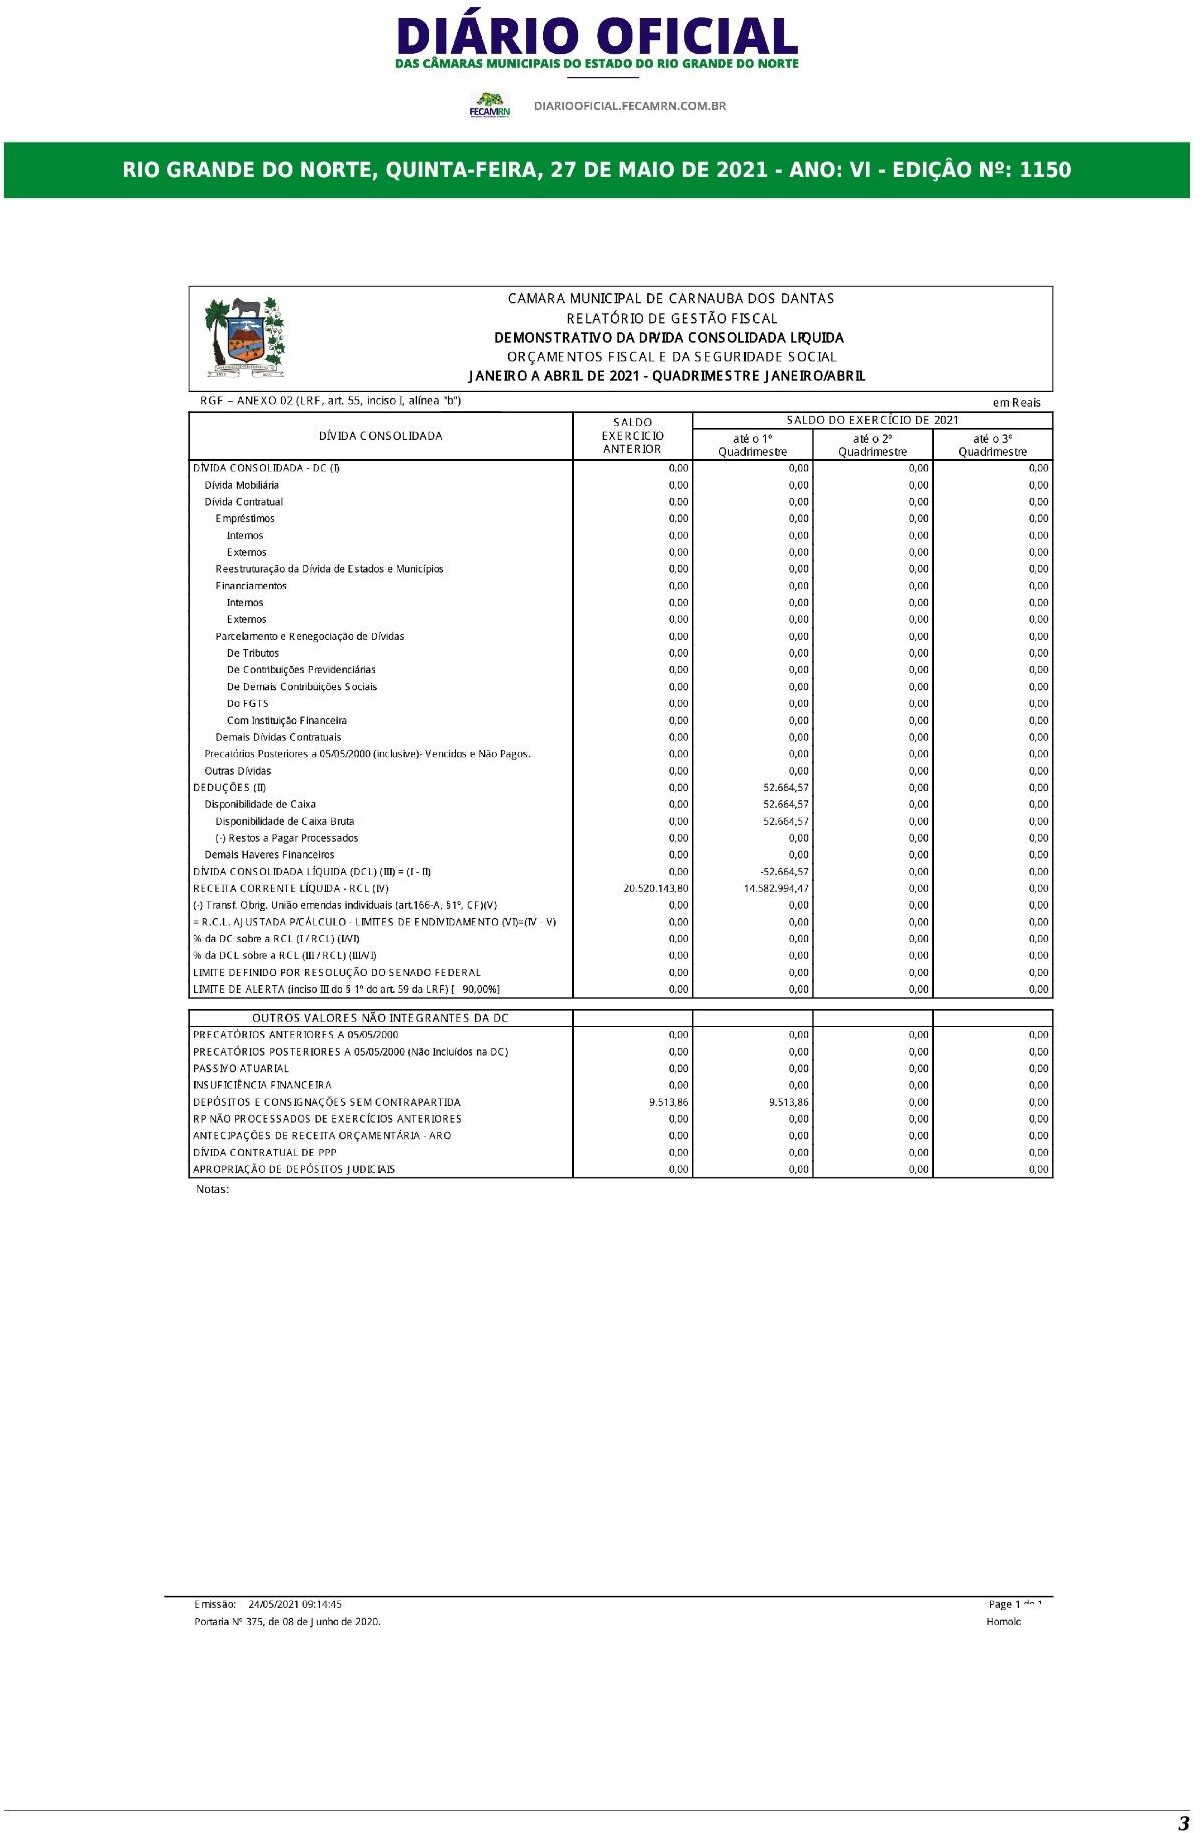 DIÁRIO OFICIAL
DAS CÂMARAS MUNICIPAIS DO ESTADO DO RIO GRANDE DO NORTE
FECAMRN DIARIOOFICIAL.FECAMRN.COM.BR
RIO GRANDE DO NORTE, QUINTA-FEIRA, 27 DE MAIO DE 2021 - ANO: VI - EDIÇÃO Nº: 1150
CAMARA MUNICIPAL DE CARNAUBA DOS DANTAS
RELATÓRIO DE GESTÃO FISCAL
DEMONSTRATIVO DA DÍVIDA CONSOLIDADA LÍQUIDA
ORÇAMENTOS FISCAL E DA SEGURIDADE SOCIAL
JANEIRO A ABRIL DE 2021 - QUADRIMESTRE JANEIRO/ABRIL
RGF – ANEXO 02 (LRF, art. 55, inciso I, alínea "b") em Reais
DÍVIDA CONSOLIDADA SALDO EXERCICIO ANTERIOR SALDO DO EXERCÍCIO DE 2021
até o 1º Quadrimestre até o 2º Quadrimestre até o 3º Quadrimestre
DÍVIDA CONSOLIDADA - DC (I) 0,00 0,00 0,00 0,00
Dívida Mobiliária 0,00 0,00 0,00 0,00
Dívida Contratual 0,00 0,00 0,00 0,00
Empréstimos 0,00 0,00 0,00 0,00
Internos 0,00 0,00 0,00 0,00
Externos 0,00 0,00 0,00 0,00
Reestruturação da Dívida de Estados e Municípios 0,00 0,00 0,00 0,00
Financiamentos 0,00 0,00 0,00 0,00
Internos 0,00 0,00 0,00 0,00
Externos 0,00 0,00 0,00 0,00
Parcelamento e Renegociação de Dívidas 0,00 0,00 0,00 0,00
De Tributos 0,00 0,00 0,00 0,00
De Contribuições Previdenciárias 0,00 0,00 0,00 0,00
De Demais Contribuições Sociais 0,00 0,00 0,00 0,00
Do FGTS 0,00 0,00 0,00 0,00
Com Instituição Financeira 0,00 0,00 0,00 0,00
Demais Dívidas Contratuais 0,00 0,00 0,00 0,00
Precatórios Posteriores a 05/05/2000 (inclusive)- Vencidos e Não Pagos. 0,00 0,00 0,00 0,00
Outras Dívidas 0,00 0,00 0,00 0,00
DEDUÇÕES (II) 0,00 52.664,57 0,00 0,00
Disponibilidade de Caixa 0,00 52.664,57 0,00 0,00
Disponibilidade de Caixa Bruta 0,00 52.664,57 0,00 0,00
(-) Restos a Pagar Processados 0,00 0,00 0,00 0,00
Demais Haveres Financeiros 0,00 0,00 0,00 0,00
DÍVIDA CONSOLIDADA LÍQUIDA (DCL) (III) = (I - II) 0,00 -52.664,57 0,00 0,00
RECEITA CORRENTE LÍQUIDA - RCL (IV) 20.520.143,80 14.582.994,47 0,00 0,00
(-) Transf. Obrig. União emendas individuais (art.166-A, §1º, CF)(V) 0,00 0,00 0,00 0,00
= R.C.L. AJUSTADA P/CÁLCULO - LIMITES DE ENDIVIDAMENTO (VI)=(IV - V) 0,00 0,00 0,00 0,00
% da DC sobre a RCL (I / RCL) (I/VI) 0,00 0,00 0,00 0,00
% da DCL sobre a RCL (III / RCL) (III/VI) 0,00 0,00 0,00 0,00
LIMITE DEFINIDO POR RESOLUÇÃO DO SENADO FEDERAL 0,00 0,00 0,00 0,00
LIMITE DE ALERTA (inciso III do § 1º do art. 59 da LRF) [ 90,00%] 0,00 0,00 0,00 0,00
OUTROS VALORES NÃO INTEGRANTES DA DC
PRECATÓRIOS ANTERIORES A 05/05/2000 0,00 0,00 0,00 0,00
PRECATÓRIOS POSTERIORES A 05/05/2000 (Não Incluídos na DC) 0,00 0,00 0,00 0,00
PASSIVO ATUARIAL 0,00 0,00 0,00 0,00
INSUFICIÊNCIA FINANCEIRA 0,00 0,00 0,00 0,00
DEPÓSITOS E CONSIGNAÇÕES SEM CONTRAPARTIDA 9.513,86 9.513,86 0,00 0,00
RP NÃO PROCESSADOS DE EXERCÍCIOS ANTERIORES 0,00 0,00 0,00 0,00
ANTECIPAÇÕES DE RECEITA ORÇAMENTÁRIA - ARO 0,00 0,00 0,00 0,00
DÍVIDA CONTRATUAL DE PPP 0,00 0,00 0,00 0,00
APROPRIAÇÃO DE DEPÓSITOS JUDICIAIS 0,00 0,00 0,00 0,00
Notas:
Emissão: 24/05/2021 09:14:45 Page 1
Portaria Nº 375, de 08 de Junho de 2020. Homolo
3